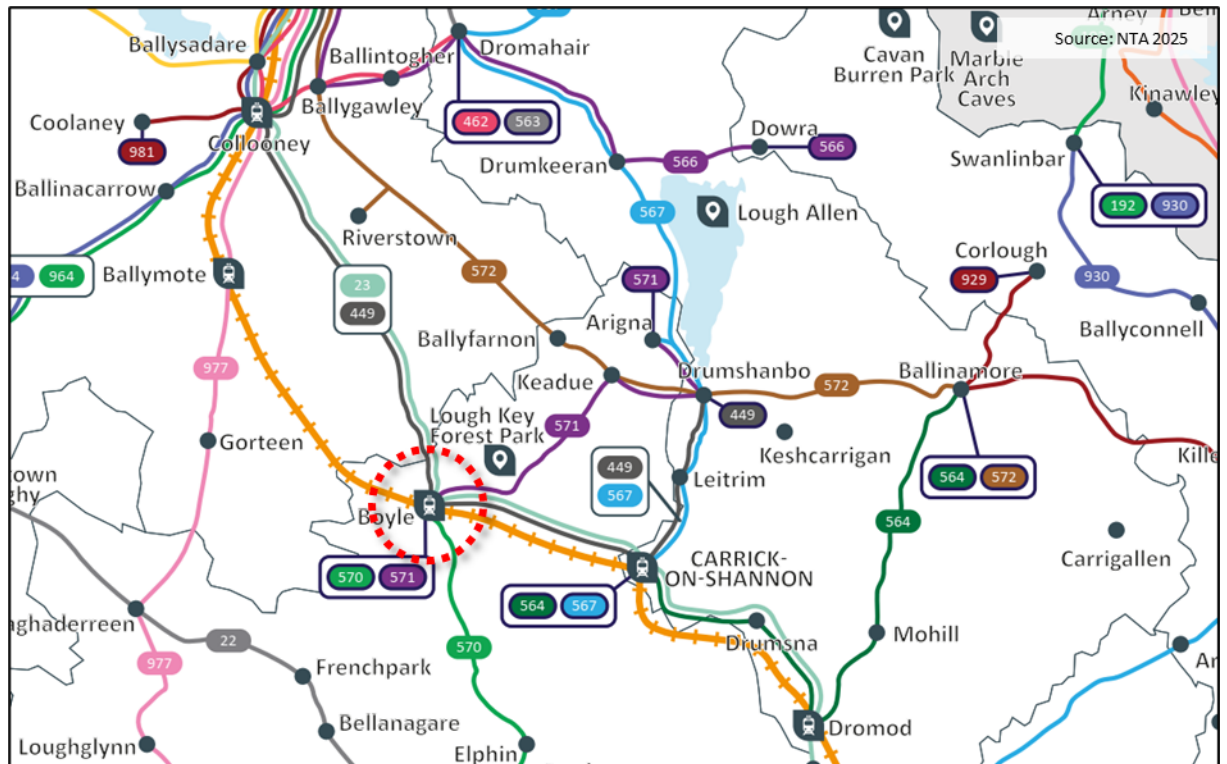 Arney
Source: NTA 2025
Ballysadare
Ballintogher
Dromahair
Cavan
Burren Park
Marble
Arch
Caves
Kinawley
Ballygawley
462 563
Coolaney
Collooney
981
Dowra
566
Drumkeeran
566
Swanlinbar
Ballinacarrow
192 930
567
Lough Allen
Riverstown
Corlough
964
Ballymote
23
449
572
571
929
930
Arigna
Ballyconnell
Ballyfarnon
977
Keadue
Drumshanbo
572
Ballinamore
449
Lough Key
Forest Park
571
Gorteen
Keshcarrigan
449
567
Leitrim
564 572
Boyle
564
Carrigallen
CARRICK-
ON-SHANNON
570 571
564 567
Drumsna
Mohill
22
570
977
Frenchpark
Bellanagare
Dromod
Loughglynn
Elphin